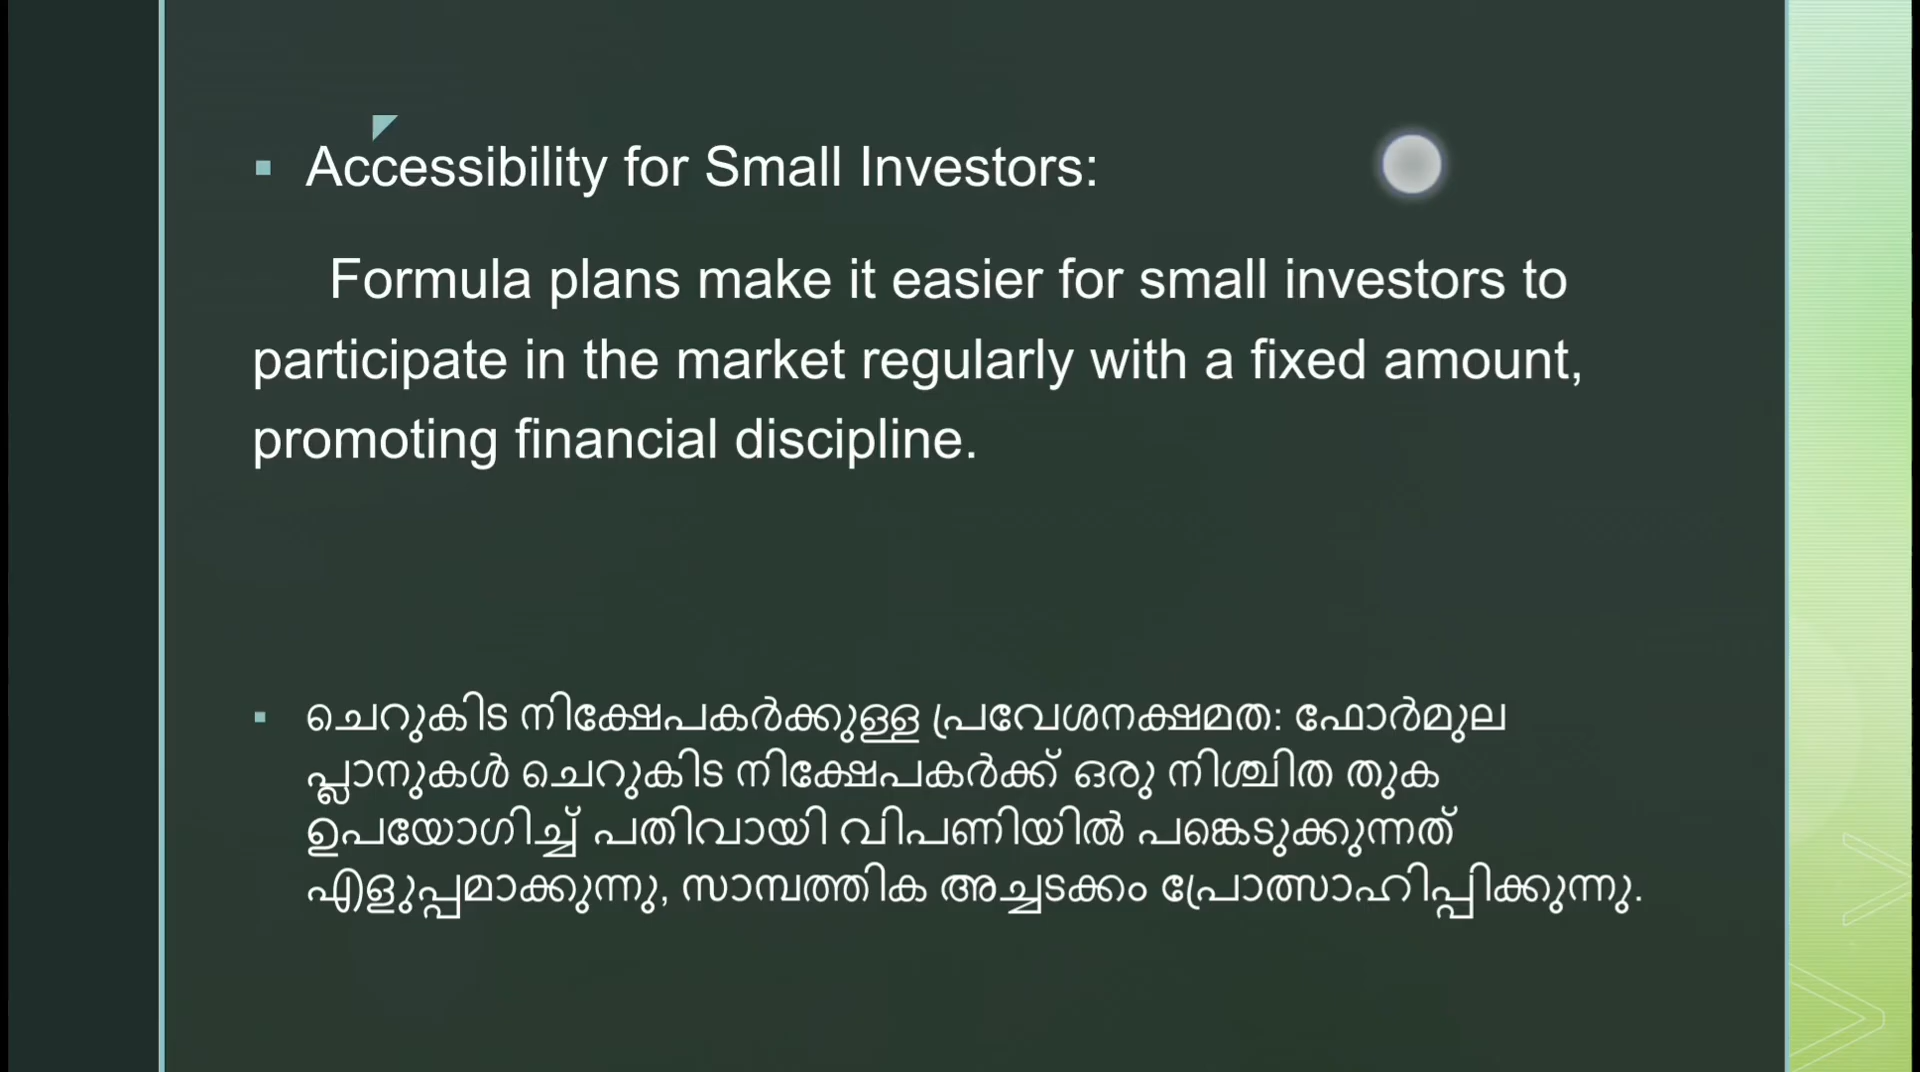 Accessibility for Small Investors:
Formula plans make it easier for small investors to
participate in the market regularly with a fixed amount,
promoting financial discipline.
ചെറുകിട നിക്ഷേപകർക്കുള്ള പ്രവേശനക്ഷമത: ഫോർമുല
പ്ലാനുകൾ ചെറുകിട നിക്ഷേപകർക്ക് ഒരു നിശ്ചിത തുക
ഉപയോഗിച്ച് പതിവായി വിപണിയിൽ പങ്കെടുക്കുന്നത്
എളുപ്പമാക്കുന്നു, സാമ്പത്തിക അച്ചടക്കം പ്രോത്സാഹിപ്പിക്കുന്നു.